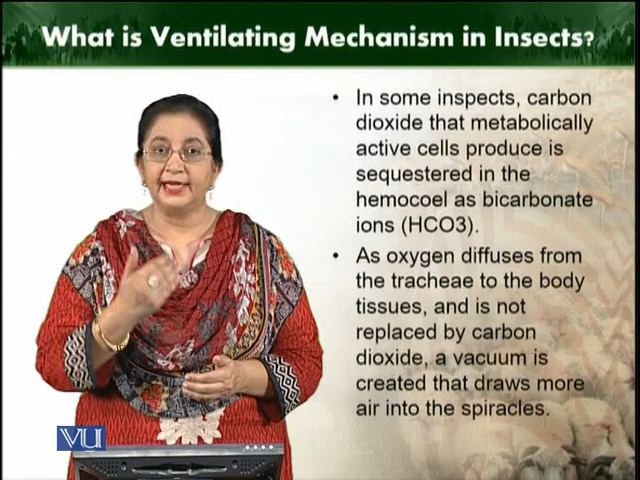 What is Ventilating Mechanism in Insects?
• In some inspects, carbon
dioxide that metabolically
active cells produce is
sequestered in the
hemocoel as bicarbonate
ions (HCO3).
• As oxygen diffuses from
the tracheae to the body
tissues, and is not
replaced by carbon
dioxide, a vacuum is
created that draws more
air into the spiracles.
VU